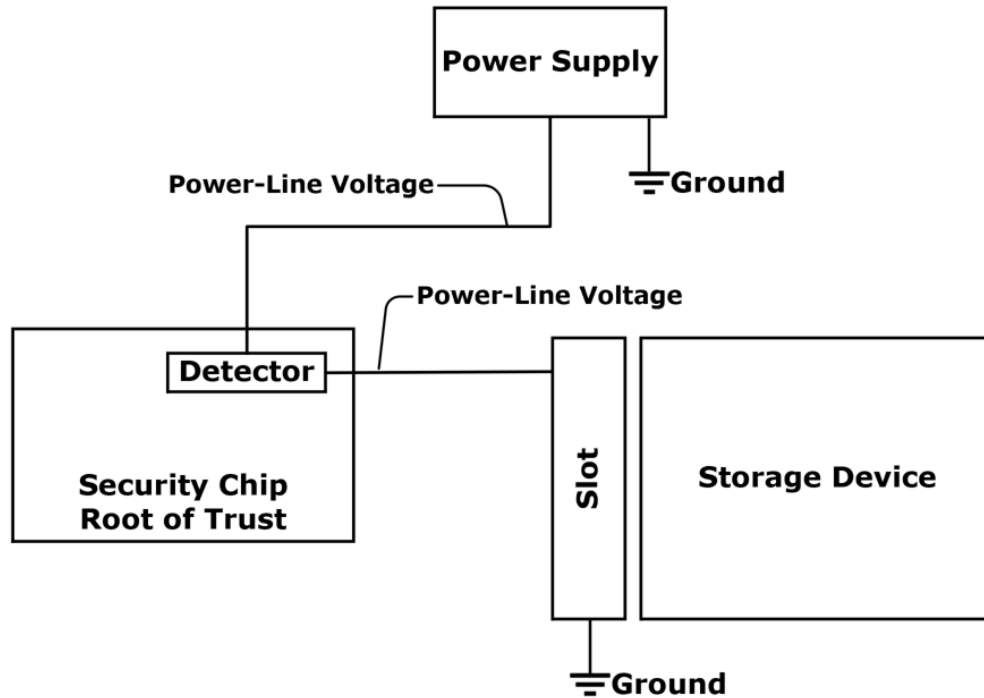 Power Supply
Ground
Power-Line Voltage
Power-Line Voltage
Detector
Security Chip
Root of Trust
Slot
Storage Device
Ground